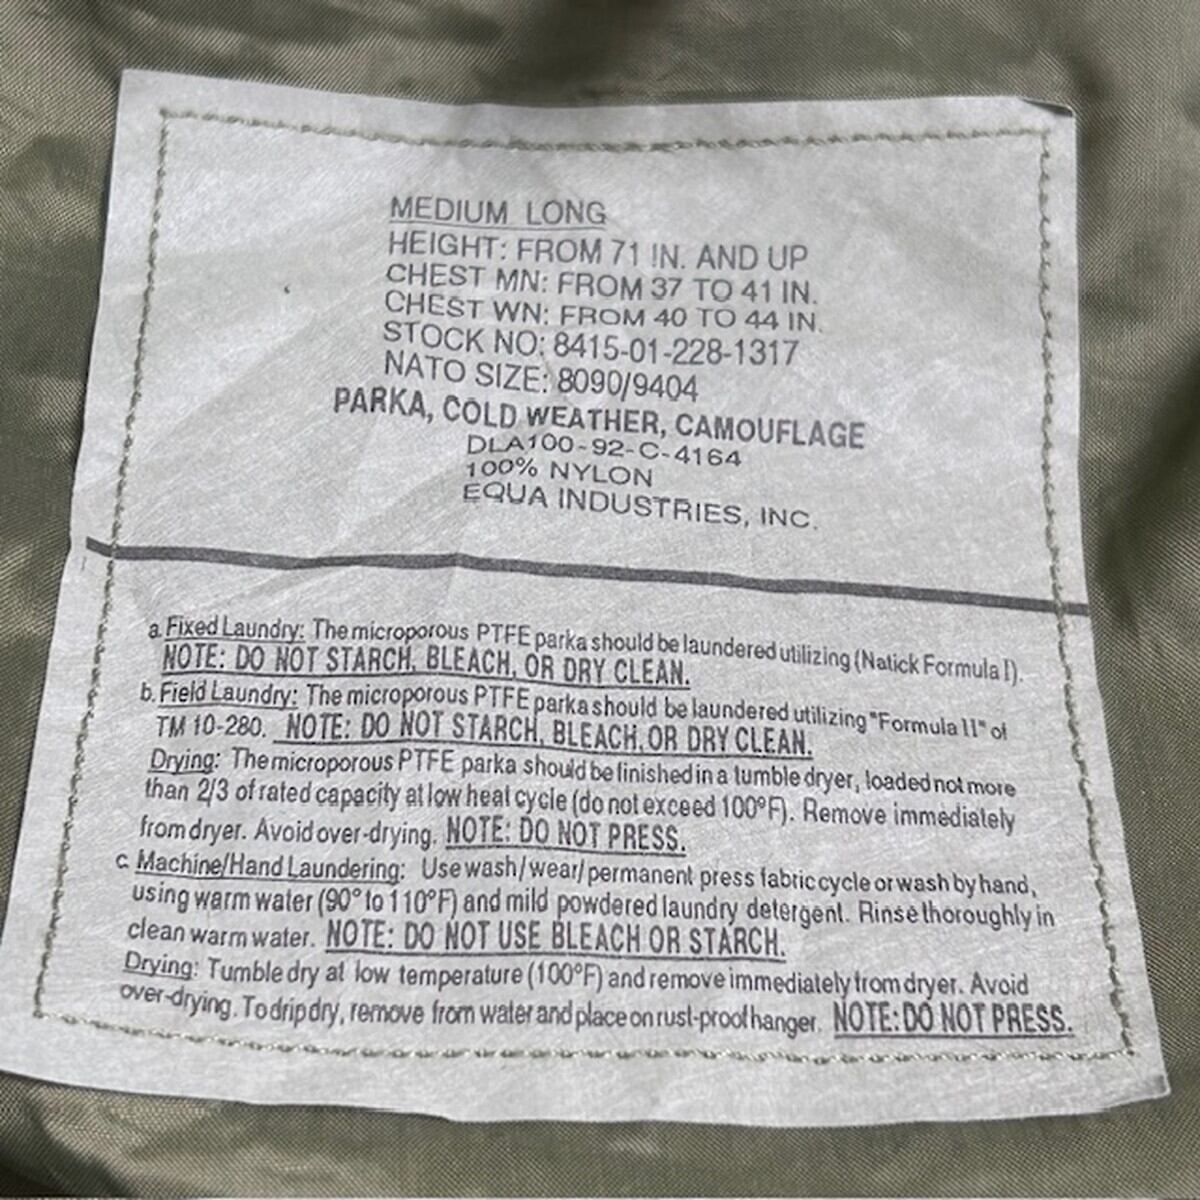 MEDIUM LONG
HEIGHT: FROM 71 IN. AND UP
CHEST MN: FROM 37 TO 41 IN.
CHEST WN: FROM 40 TO 44 IN.
STOCK NO: 8415-01-228-1317
NATO SIZE: 8090/9404
PARKA, COLD WEATHER, CAMOUFLAGE
DLA100-92-C-4164
100% NYLON
EQUA INDUSTRIES, INC.
a. Fixed Laundry: The microporous PTFE parka should be laundered utilizing (Natick Formula I).
NOTE: DO NOT STARCH, BLEACH, OR DRY CLEAN.
b. Field Laundry: The microporous PTFE parka should be laundered utilizing "Formula II" of
TM 10-280. NOTE: DO NOT STARCH, BLEACH, OR DRY CLEAN.
Drying: The microporous PTFE parka should be finished in a tumble dryer, loaded not more
than 2/3 of rated capacity at low heat cycle (do not exceed 100°F). Remove immediately
from dryer. Avoid over-drying. NOTE: DO NOT PRESS.
c. Machine/Hand Laundering: Use wash/wear/permanent press fabric cycle or wash by hand,
using warm water (90° to 110°F) and mild powdered laundry detergent. Rinse thoroughly in
clean warm water. NOTE: DO NOT USE BLEACH OR STARCH.
Drying: Tumble dry at low temperature (100°F) and remove immediately from dryer. Avoid
over-drying. To drip dry, remove from water and place on rust-proof hanger. NOTE: DO NOT PRESS.